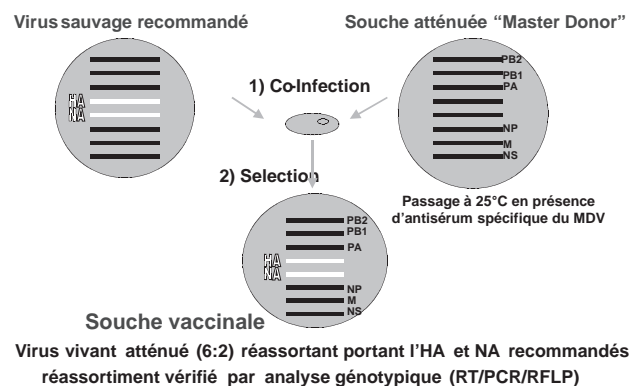 Virus sauvage recommandé
Souche atténuée “Master Donor”
HA
NA
1) Co-Infection
PB2
PB1
PA
NP
M
NS
2) Selection
Passage à 25°C en présence
d’antisérum spécifique du MDV
PB2
PB1
PA
HA
NA
NP
M
NS
Souche vaccinale
Virus vivant atténué (6:2) réassortant portant l’HA et NA recommandés
réassortiment vérifié par analyse génotypique (RT/PCR/RFLP)